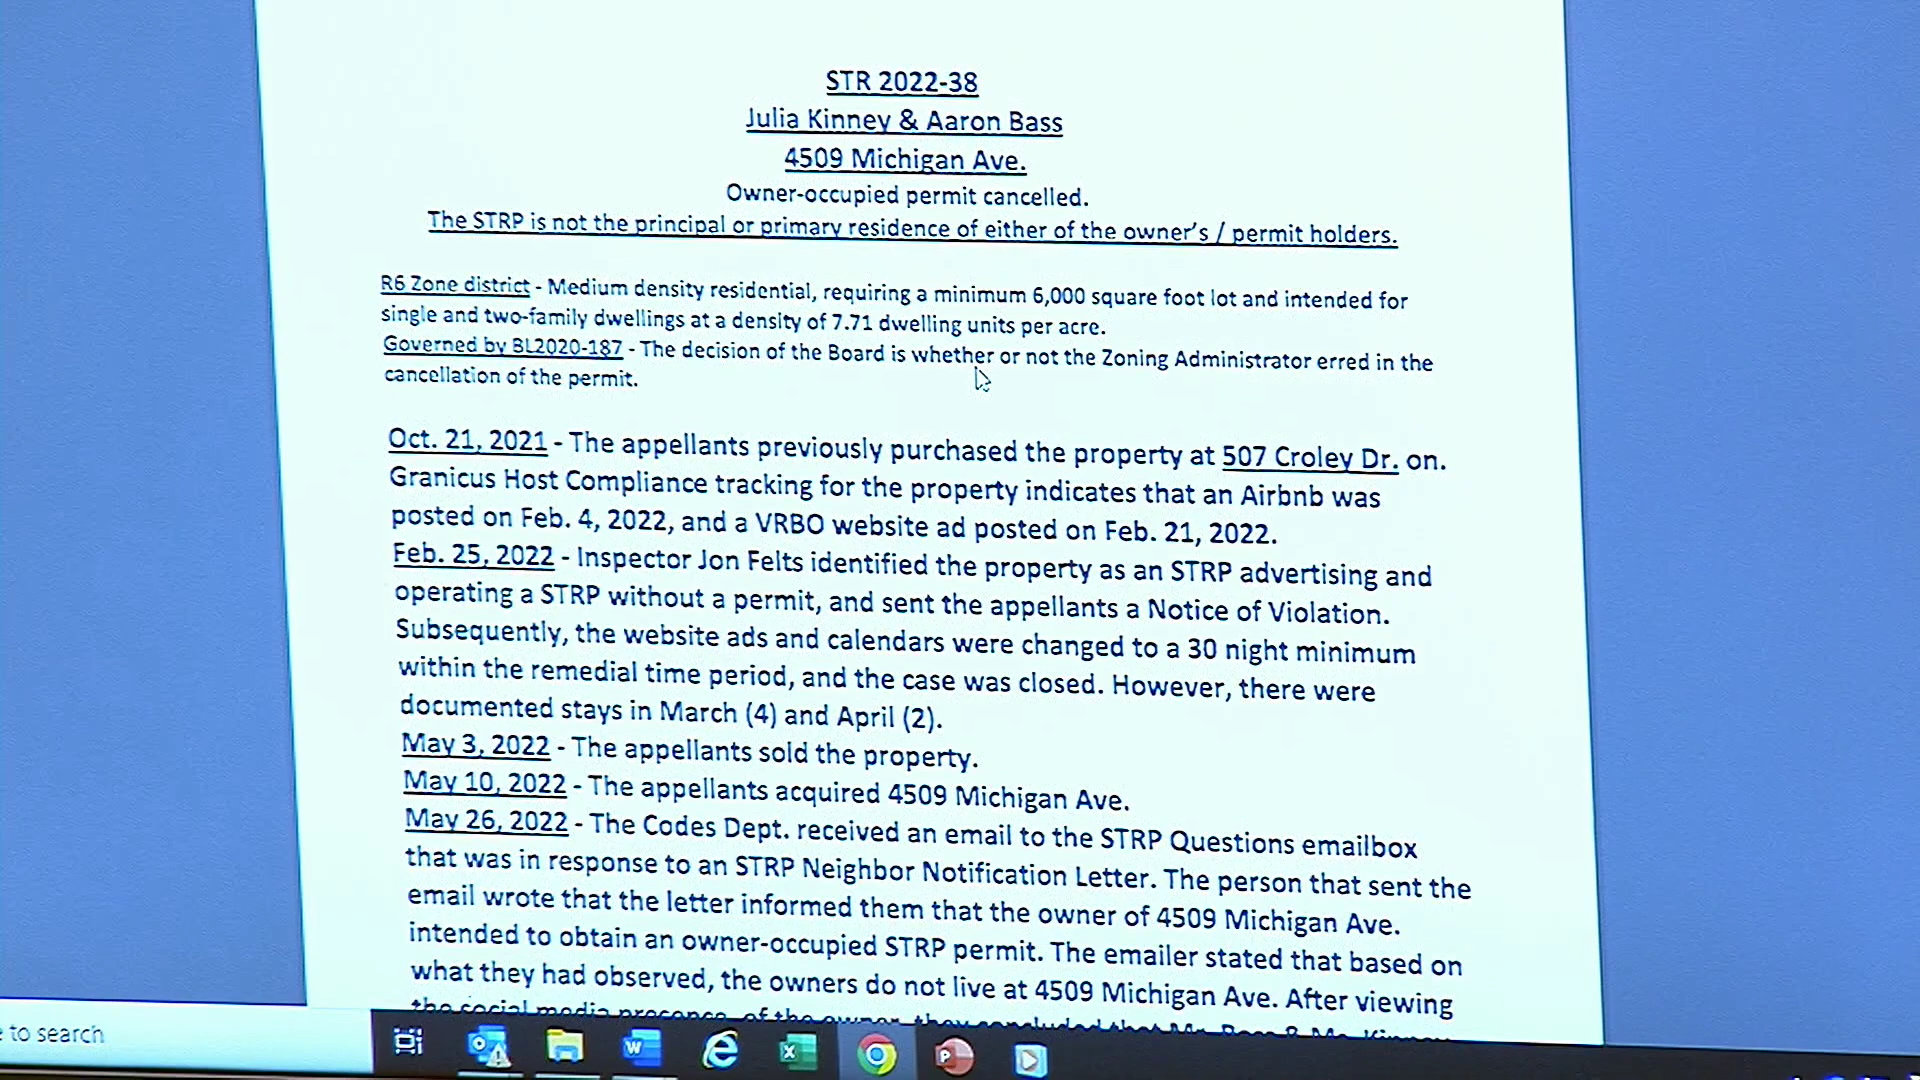 STR 2022-38
Julia Kinney & Aaron Bass
4509 Michigan Ave.
Owner-occupied permit cancelled.
The STRP is not the principal or primary residence of either of the owner's / permit holders.
R6 Zone district - Medium density residential, requiring a minimum 6,000 square foot lot and intended for
single and two-family dwellings at a density of 7.71 dwelling units per acre.
Governed by BL2020-187 - The decision of the Board is whether or not the Zoning Administrator erred in the
cancellation of the permit.
Oct. 21, 2021 - The appellants previously purchased the property at 507 Croley Dr. on.
Granicus Host Compliance tracking for the property indicates that an Airbnb was
posted on Feb. 4, 2022, and a VRBO website ad posted on Feb. 21, 2022.
Feb. 25, 2022 - Inspector Jon Felts identified the property as an STRP advertising and
operating a STRP without a permit, and sent the appellants a Notice of Violation.
Subsequently, the website ads and calendars were changed to a 30 night minimum
within the remedial time period, and the case was closed. However, there were
documented stays in March (4) and April (2).
May 3, 2022 - The appellants sold the property.
May 10, 2022 - The appellants acquired 4509 Michigan Ave.
May 26, 2022 - The Codes Dept. received an email to the STRP Questions emailbox
that was in response to an STRP Neighbor Notification Letter. The person that sent the
email wrote that the letter informed them that the owner of 4509 Michigan Ave.
intended to obtain an owner-occupied STRP permit. The emailer stated that based on
what they had observed, the owners do not live at 4509 Michigan Ave. After viewing
the social media presence of the owner, they concluded that Mr. Bass & Ms. Kinney
to search